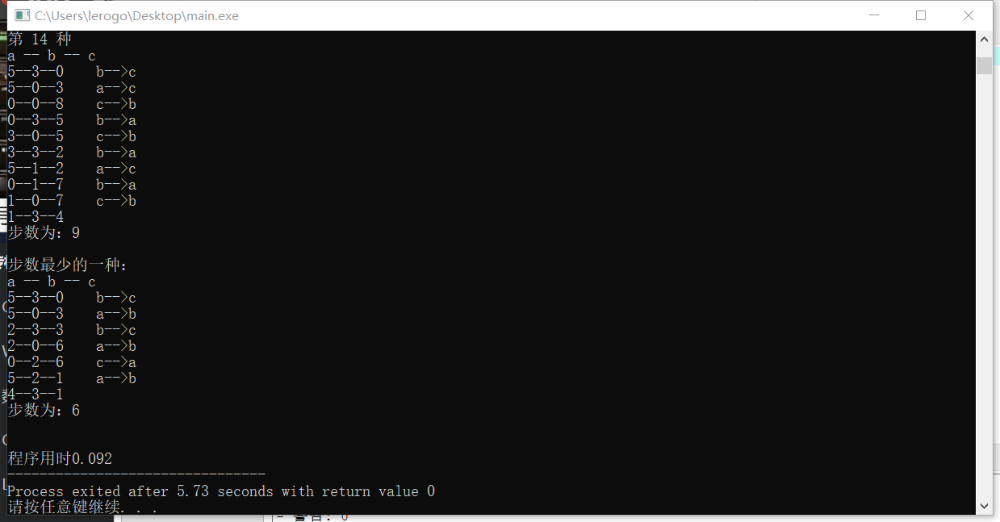 C:\Users\lerogo\Desktop\main.exe
第 14 种
a -- b -- c
5--3--0    b-->c
5--0--3    a-->c
0--0--8    c-->b
0--3--5    b-->a
3--0--5    c-->b
3--3--2    b-->a
5--1--2    a-->c
0--1--7    b-->a
1--0--7    c-->b
1--3--4
步数为：9
步数最少的一种：
a -- b -- c
5--3--0    b-->c
5--0--3    a-->b
2--3--3    b-->c
2--0--6    a-->b
0--2--6    c-->a
5--2--1    a-->b
4--3--1
步数为：6
程序用时0.092
--------------------------------
Process exited after 5.73 seconds with return value 0
请按任意键继续. . .